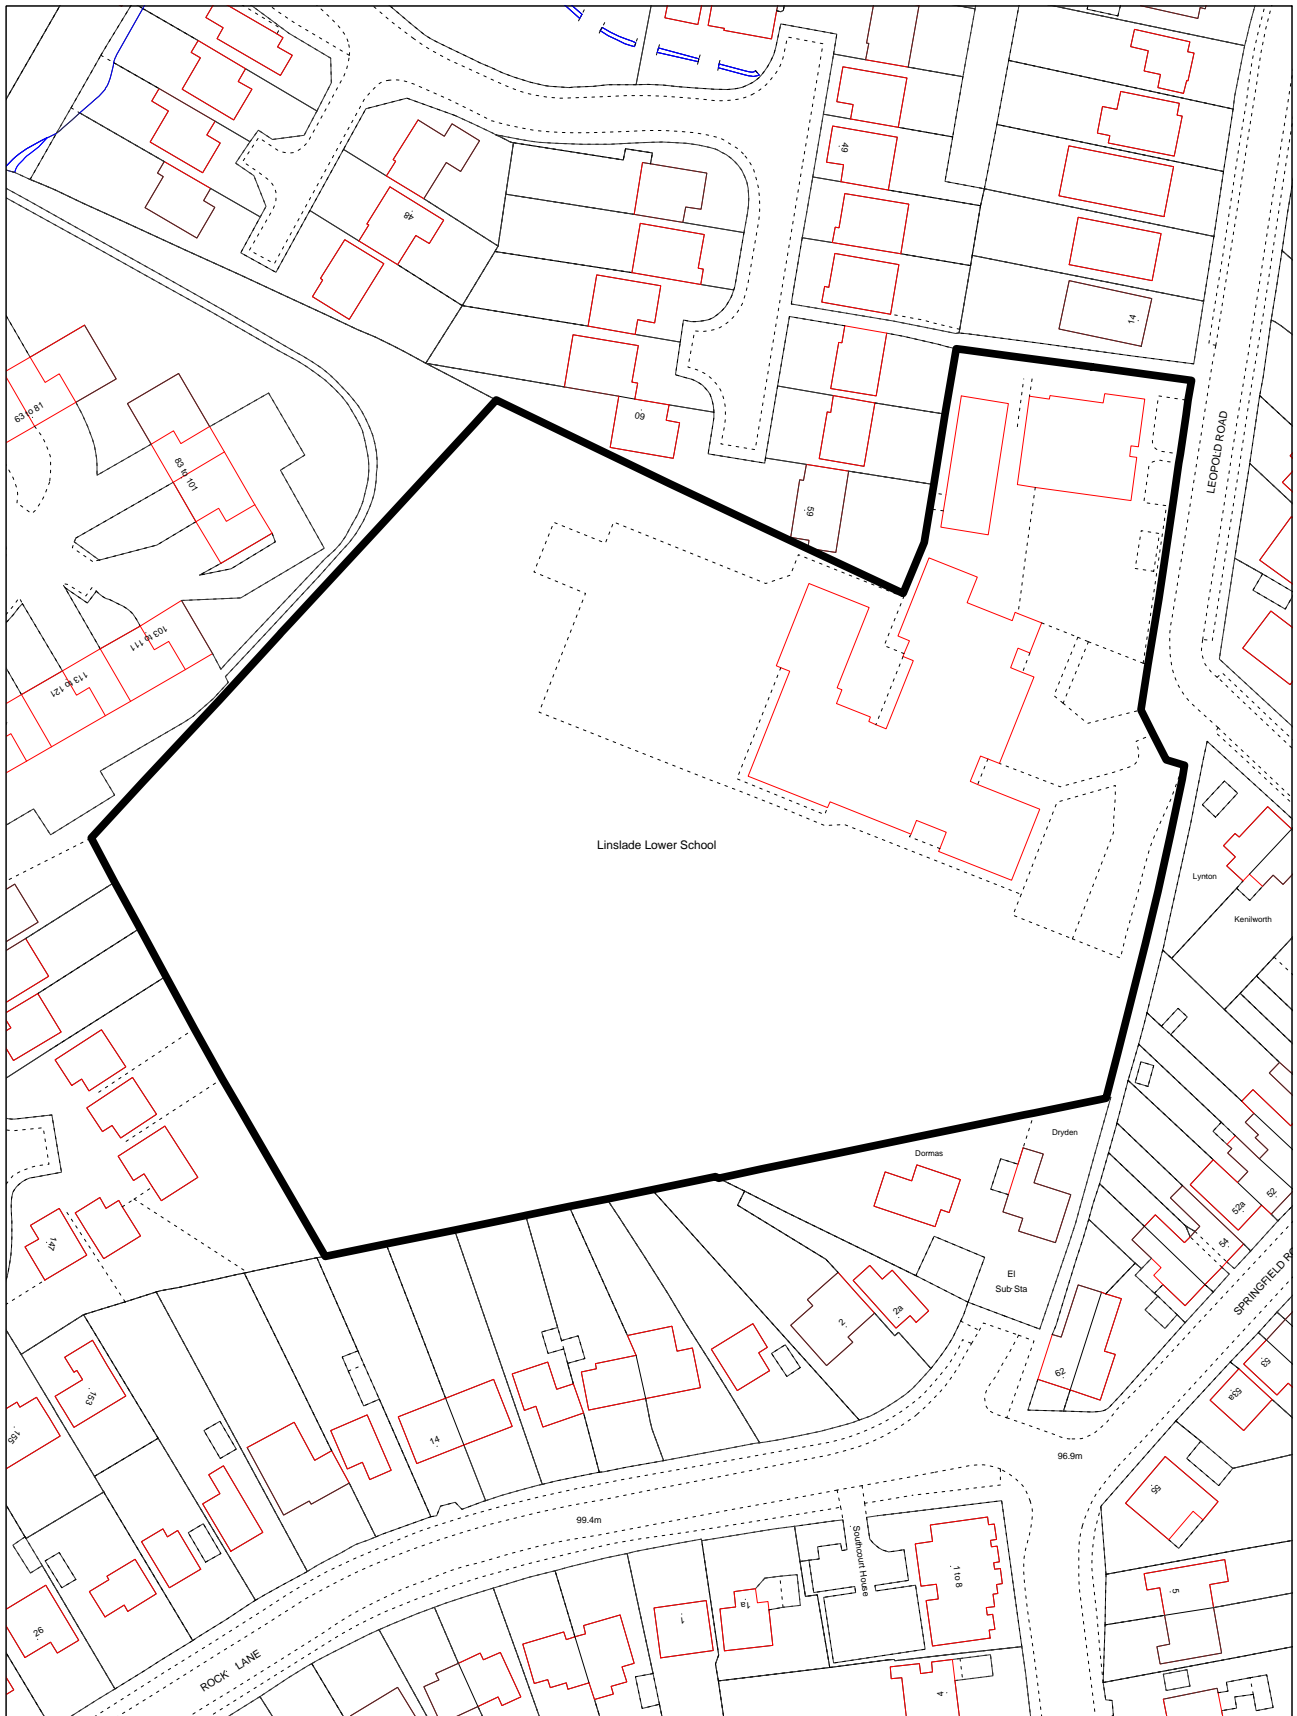 49
48
14
60
59
63 to 81
83 to 101
LEOPOLD ROAD
103 to 111
113 to 121
Linslade Lower School
Lynton
Kenilworth
Dryden
Dormas
52
52a
54
147
El
Sub Sta
SPRINGFIELD RO
2
2a
62
53
53a
153
155
14
96.9m
55
99.4m
Southcourt House
1 to 8
5
1
1a
26
ROCK LANE
4